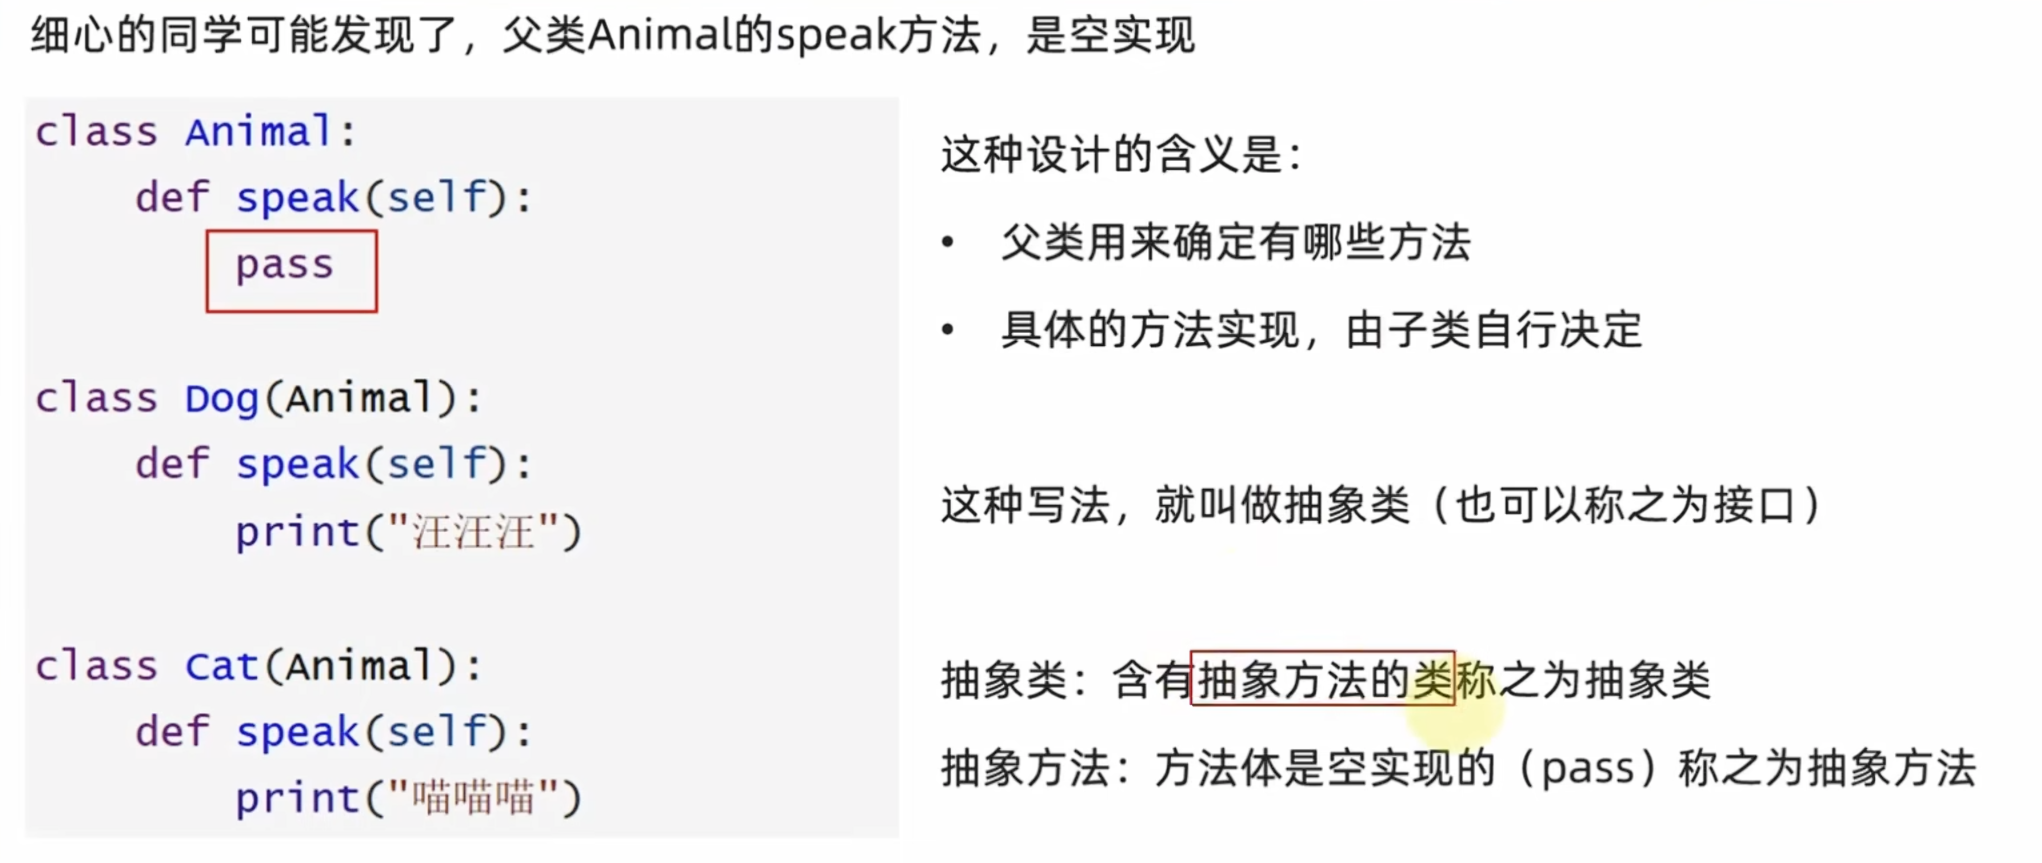 细心的同学可能发现了，父类Animal的speak方法，是空实现
class Animal:
    def speak(self):
        pass
class Dog(Animal):
    def speak(self):
        print("汪汪汪")
class Cat(Animal):
    def speak(self):
        print("喵喵喵")
这种设计的含义是：
• 父类用来确定有哪些方法
• 具体的方法实现，由子类自行决定
这种写法，就叫做抽象类（也可以称之为接口）
抽象类：含有抽象方法的类称之为抽象类
抽象方法：方法体是空实现的（pass）称之为抽象方法